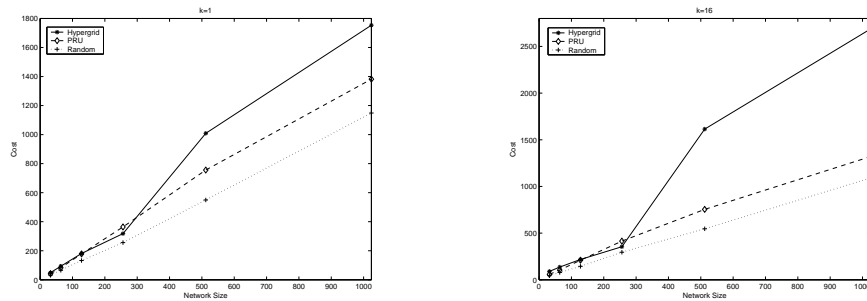 k=1
1800
1600
1400
1200
1000
800
600
400
200
0
Cost
Hypergrid
PRU
Random
0 100 200 300 400 500 600 700 800 900 1000
Network Size
k=16
2500
2000
1500
1000
500
0
Cost
Hypergrid
PRU
Random
0 100 200 300 400 500 600 700 800 900
Network Size